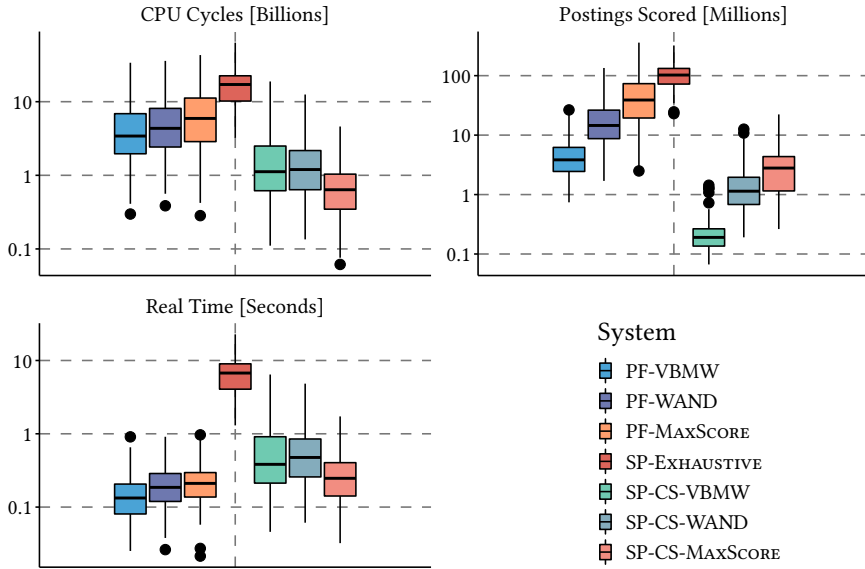 CPU Cycles [Billions]
10
1
0.1
Postings Scored [Millions]
100
10
1
0.1
Real Time [Seconds]
10
1
0.1
System
PF-VBMW
PF-WAND
PF-MAXSCORE
SP-EXHAUSTIVE
SP-CS-VBMW
SP-CS-WAND
SP-CS-MAXSCORE